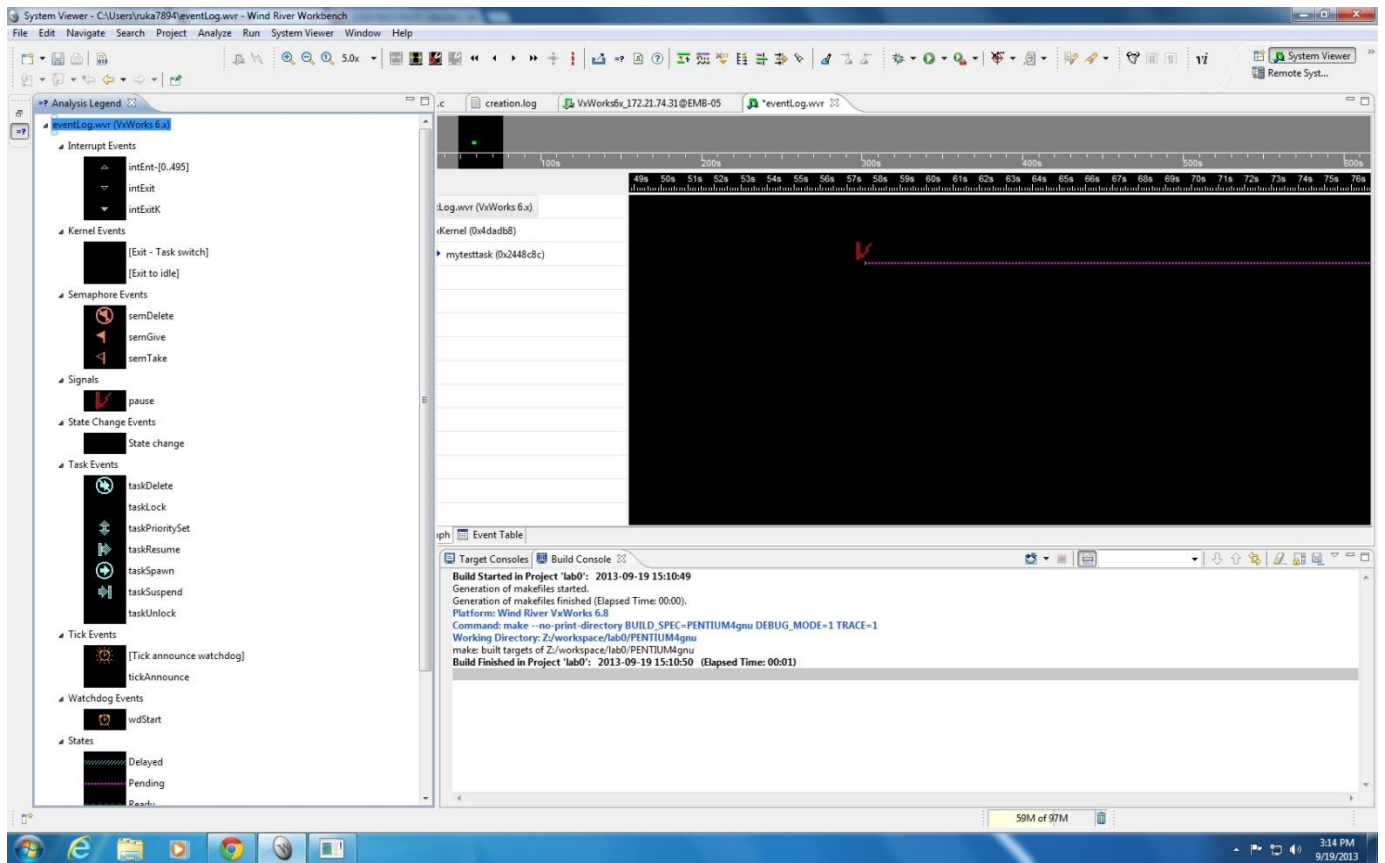 System Viewer - C:\Users\ruka7894\eventLog.wvr - Wind River Workbench
File Edit Navigate Search Project Analyze Run System Viewer Window Help
5.0x
System Viewer
Remote Syst...
Analysis Legend
.c
creation.log
VxWorks6x_172.21.74.31@EMB-05
*eventLog.wvr
eventLog.wvr (VxWorks 6.x)
Interrupt Events
intEnt-[0..495]
intExit
intExitK
Kernel Events
[Exit - Task switch]
[Exit to idle]
Semaphore Events
semDelete
semGive
semTake
Signals
pause
State Change Events
State change
Task Events
taskDelete
taskLock
taskPrioritySet
taskResume
taskSpawn
taskSuspend
taskUnlock
Tick Events
[Tick announce watchdog]
tickAnnounce
Watchdog Events
wdStart
States
Delayed
Pending
Ready
100s 200s 300s 400s 500s 600s
49s 50s 51s 52s 53s 54s 55s 56s 57s 58s 59s 60s 61s 62s 63s 64s 65s 66s 67s 68s 69s 70s 71s 72s 73s 74s 75s 76s
:Log.wvr (VxWorks 6.x)
Kernel (0x4dadb8)
mytesttask (0x2448c8c)
ph Event Table
Target Consoles Build Console
Build Started in Project 'lab0': 2013-09-19 15:10:49
Generation of makefiles started.
Generation of makefiles finished (Elapsed Time: 00:00).
Platform: Wind River VxWorks 6.8
Command: make --no-print-directory BUILD_SPEC=PENTIUM4gnu DEBUG_MODE=1 TRACE=1
Working Directory: Z:/workspace/lab0/PENTIUM4gnu
make: built targets of Z:/workspace/lab0/PENTIUM4gnu
Build Finished in Project 'lab0': 2013-09-19 15:10:50 (Elapsed Time: 00:01)
59M of 97M
3:14 PM
9/19/2013